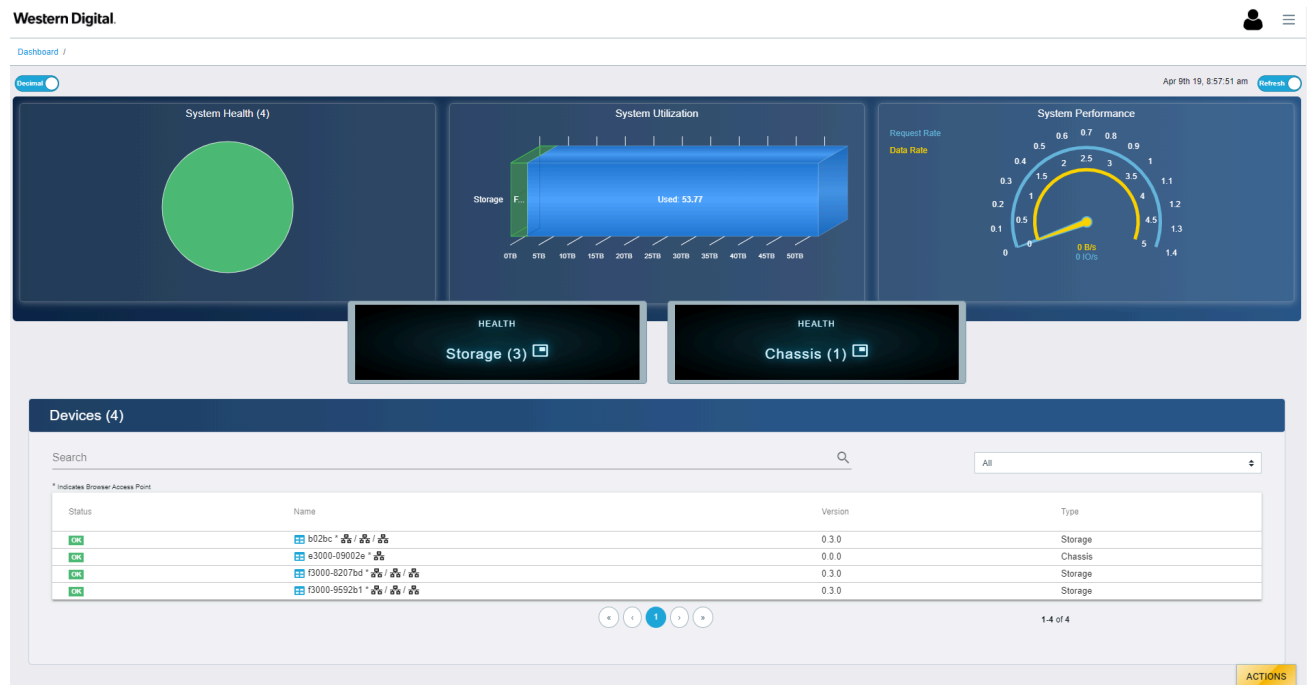 Western Digital.
Dashboard /
Decimal
Apr 9th 19, 8:57:51 am
Refresh
System Health (4)
System Utilization
Storage
F...
Used: 53.77
0TB 5TB 10TB 15TB 20TB 25TB 30TB 35TB 40TB 45TB 50TB
System Performance
Request Rate
Data Rate
0 0.1 0.2 0.3 0.4 0.5 0.6 0.7 0.8 0.9 1 1.1 1.2 1.3 1.4
0 0.5 1 1.5 2 2.5 3 3.5 4 4.5 5
0 B/s
0 IO/s
HEALTH
Storage (3)
HEALTH
Chassis (1)
Devices (4)
Search
All
* Indicates Browser Access Point
Status Name Version Type
OK b02bc * / / 0.3.0 Storage
OK e3000-09002e * 0.0.0 Chassis
OK f3000-8207bd * / / 0.3.0 Storage
OK f3000-9592b1 * / / 0.3.0 Storage
« ‹ 1 › »
1-4 of 4
ACTIONS